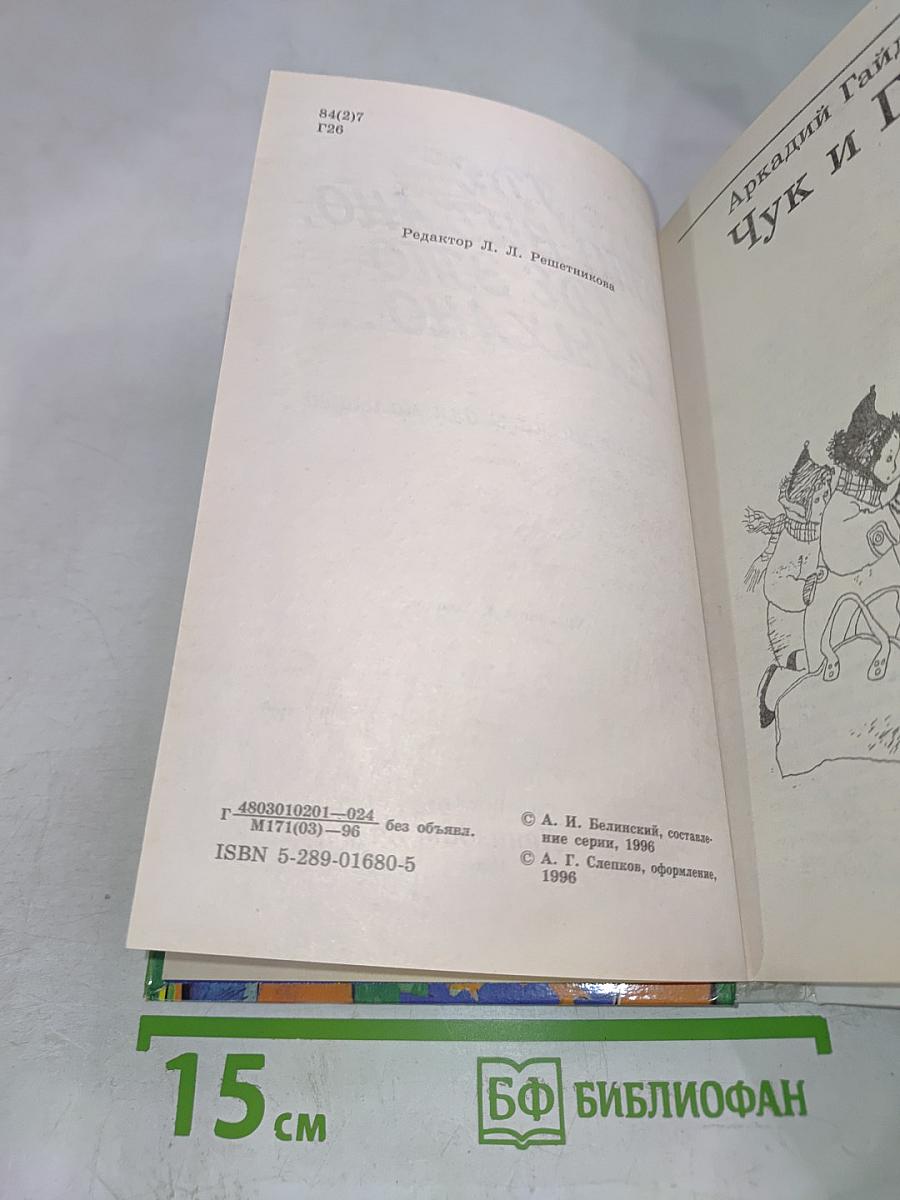 84(2)7
Г26
Редактор Л. Л. Решетникова
Г 4803010201—024 без объявл.
М171(03)—96
ISBN 5-289-01680-5
© А. И. Белинский, составле-
ние серии, 1996
© А. Г. Слепков, оформление,
1996
Аркадий Гайд
Чук и Г
15 см
БФ БИБЛИОФАН